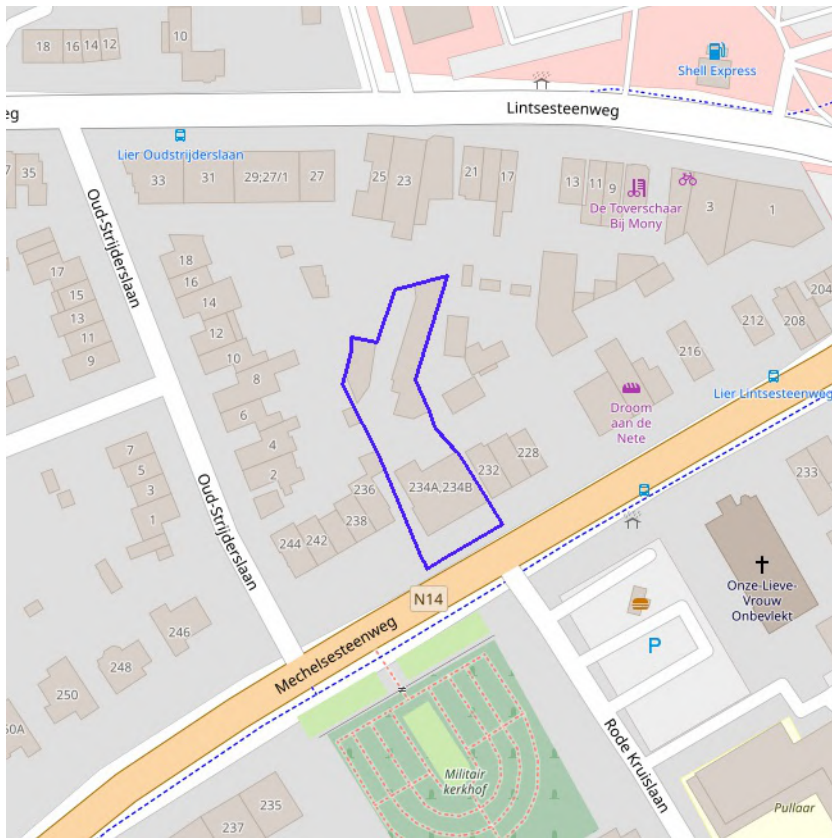 18
16
14
12
10
Shell Express
Lintsesteenweg
eg
Lier Oudstrijderslaan
35
33
31
29;27/1
27
25
23
21
17
13
11
9
De Toverschaar
Bij Mony
3
1
Oud-Strijderslaan
17
15
13
11
9
18
16
14
12
10
8
6
4
2
204
208
212
216
Lier Lintsesteenweg
Droom
aan de
Nete
7
5
3
1
Oud-Strijderslaan
236
238
242
244
234A,234B
232
228
233
Onze-Lieve-
Vrouw
Onbevlekt
N14
Mechelsesteenweg
246
248
250
50A
P
Rode Kruislaan
Militair
kerkhof
235
237
Pullaar